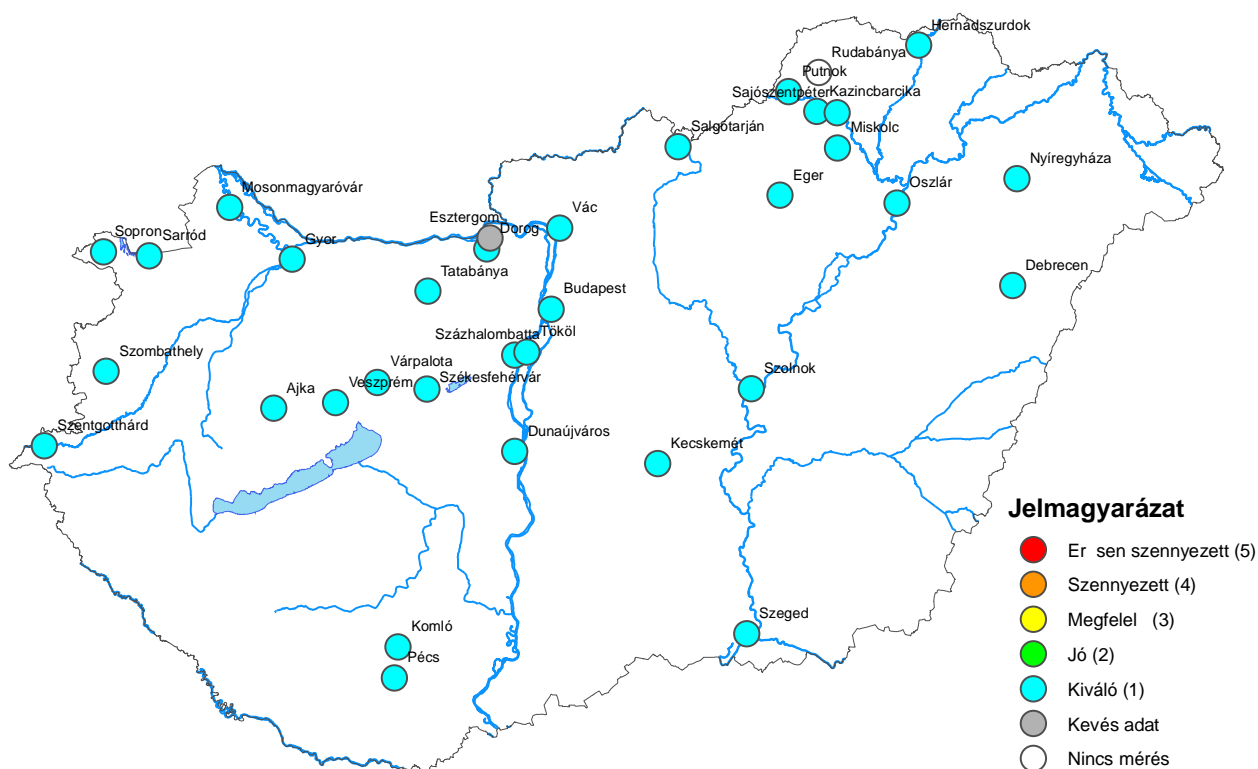 Hernádszurdok
Rudabánya
Putnok
Sajószentpéter
Kazincbarcika
Salgótarján
Miskolc
Nyíregyháza
Eger
Oszlár
Mosonmagyaróvár
Esztergom
Vác
Dorog
Sopron
Sarród
Gyor
Tatabánya
Debrecen
Budapest
Százhalombatta
Tököl
Szombathely
Várpalota
Veszprém
Székesfehérvár
Ajka
Szolnok
Szentgotthárd
Dunaújváros
Kecskemét
Szeged
Komló
Pécs
Jelmagyarázat
Er sen szennyezett (5)
Szennyezett (4)
Megfelel (3)
Jó (2)
Kiváló (1)
Kevés adat
Nincs mérés